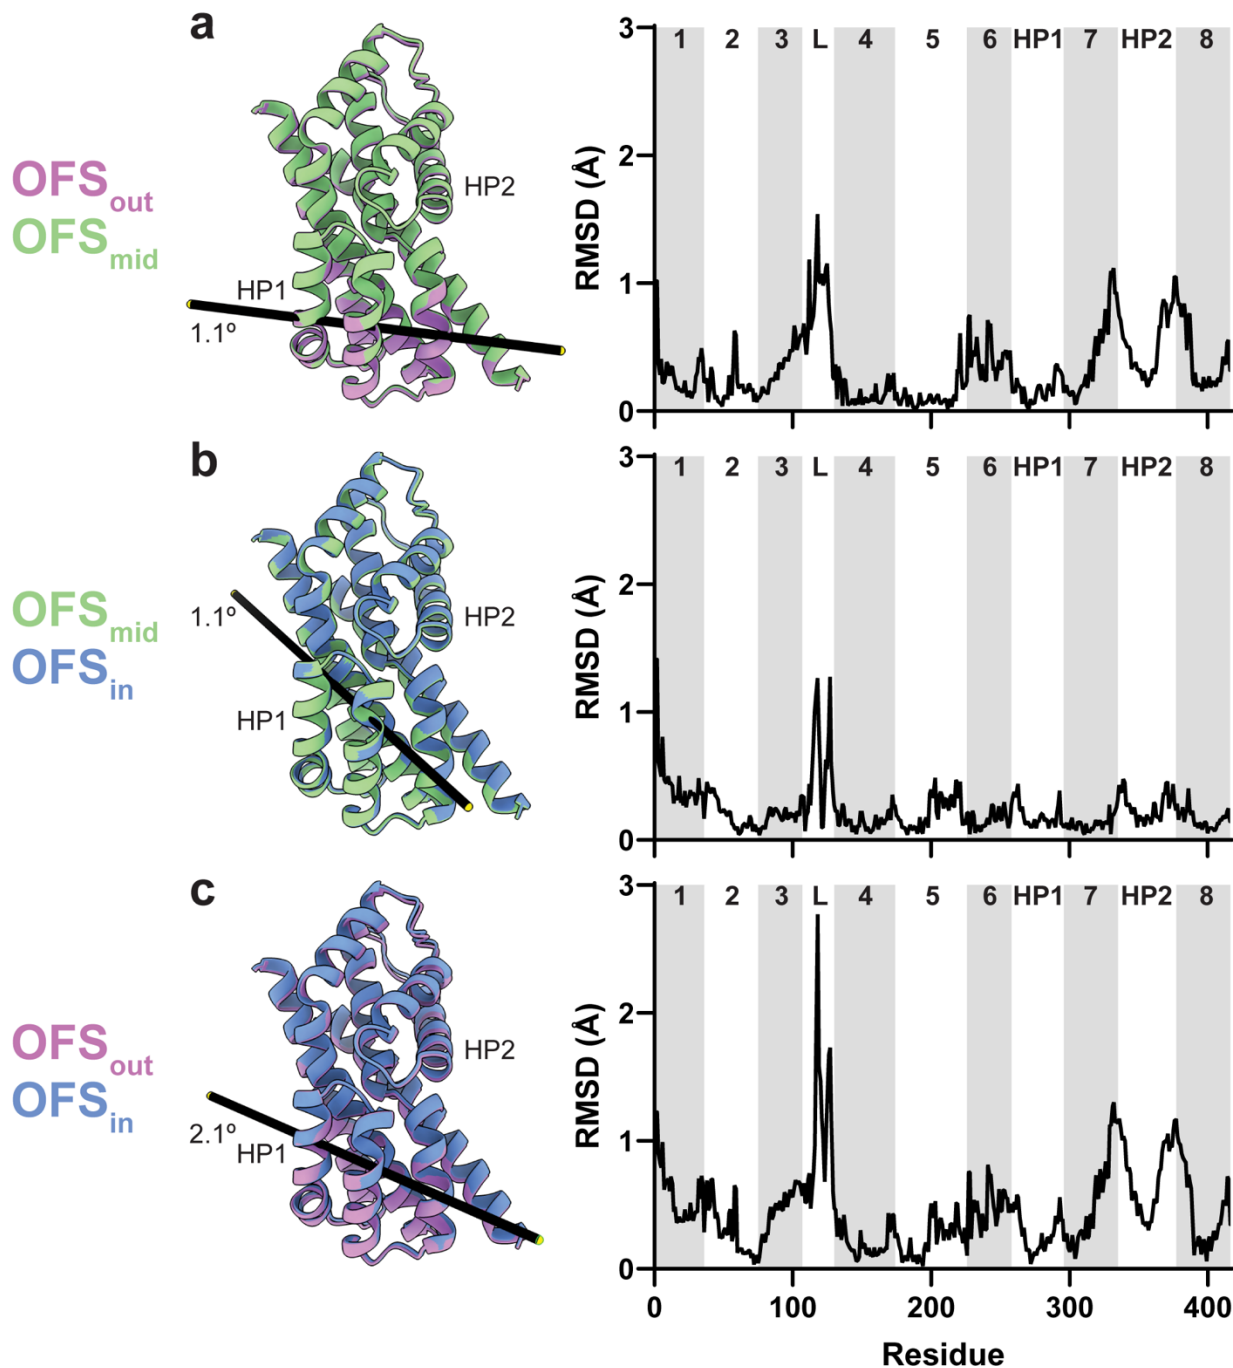 a
OFSout
OFSmid
HP2
HP1
1.1º
3
2
1
0
RMSD (Å)
1 2 3 L 4 5 6 HP1 7 HP2 8
b
OFSmid
OFSin
1.1º
HP2
HP1
3
2
1
0
RMSD (Å)
1 2 3 L 4 5 6 HP1 7 HP2 8
c
OFSout
OFSin
HP2
2.1º
HP1
3
2
1
0
RMSD (Å)
1 2 3 L 4 5 6 HP1 7 HP2 8
0 100 200 300 400
Residue